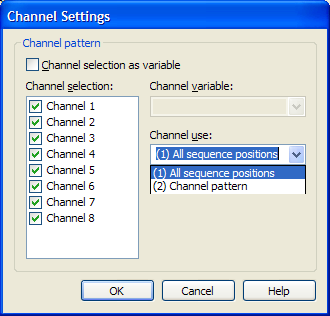 Channel Settings
Channel pattern
Channel selection as variable
Channel selection:
Channel 1
Channel 2
Channel 3
Channel 4
Channel 5
Channel 6
Channel 7
Channel 8
Channel variable:
Channel use:
(1) All sequence positions
(1) All sequence positions
(2) Channel pattern
OK
Cancel
Help